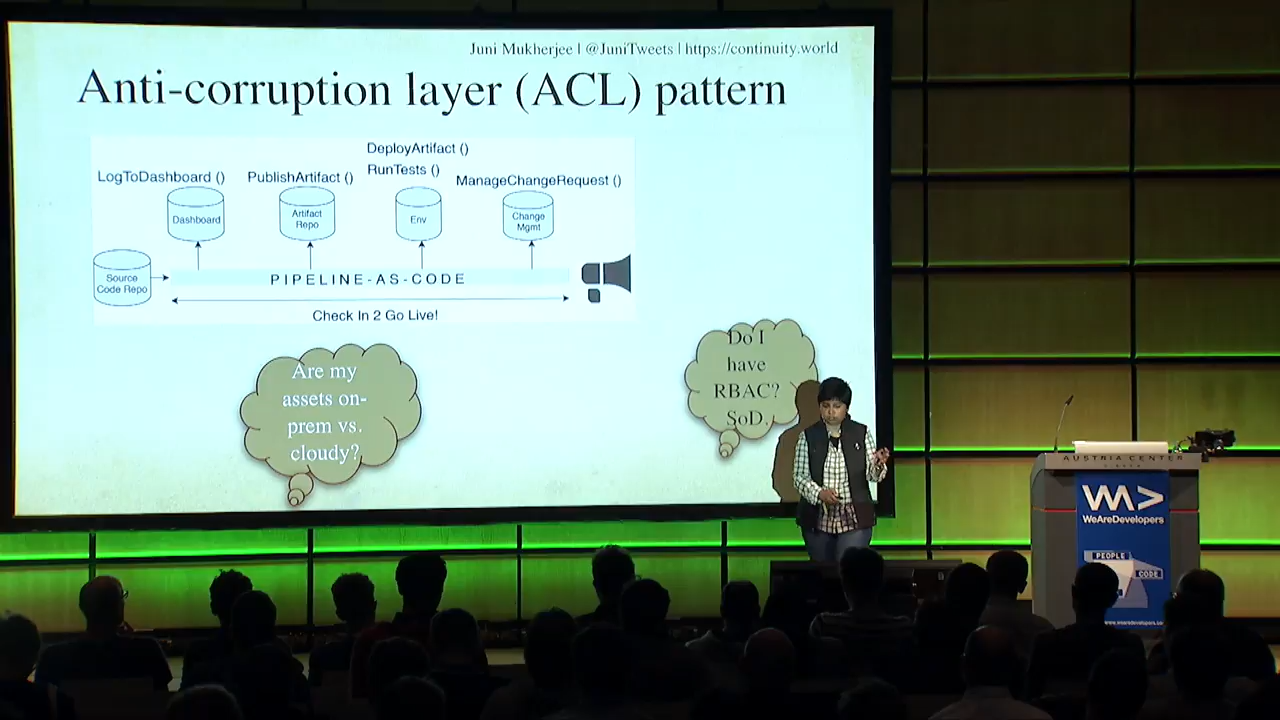 Juni Mukherjee | @JuniTweets | https://continuity.world
Anti-corruption layer (ACL) pattern
DeployArtifact ()
LogToDashboard ()
PublishArtifact ()
RunTests ()
ManageChangeRequest ()
Dashboard
Artifact
Repo
Env
Change
Mgmt
Source
Code Repo
PIPELINE-AS-CODE
Check In 2 Go Live!
Are my
assets on-
prem vs.
cloudy?
Do I
have
RBAC?
SoD.
AUSTRIA CENTER
WeAreDevelopers
PEOPLE
CODE